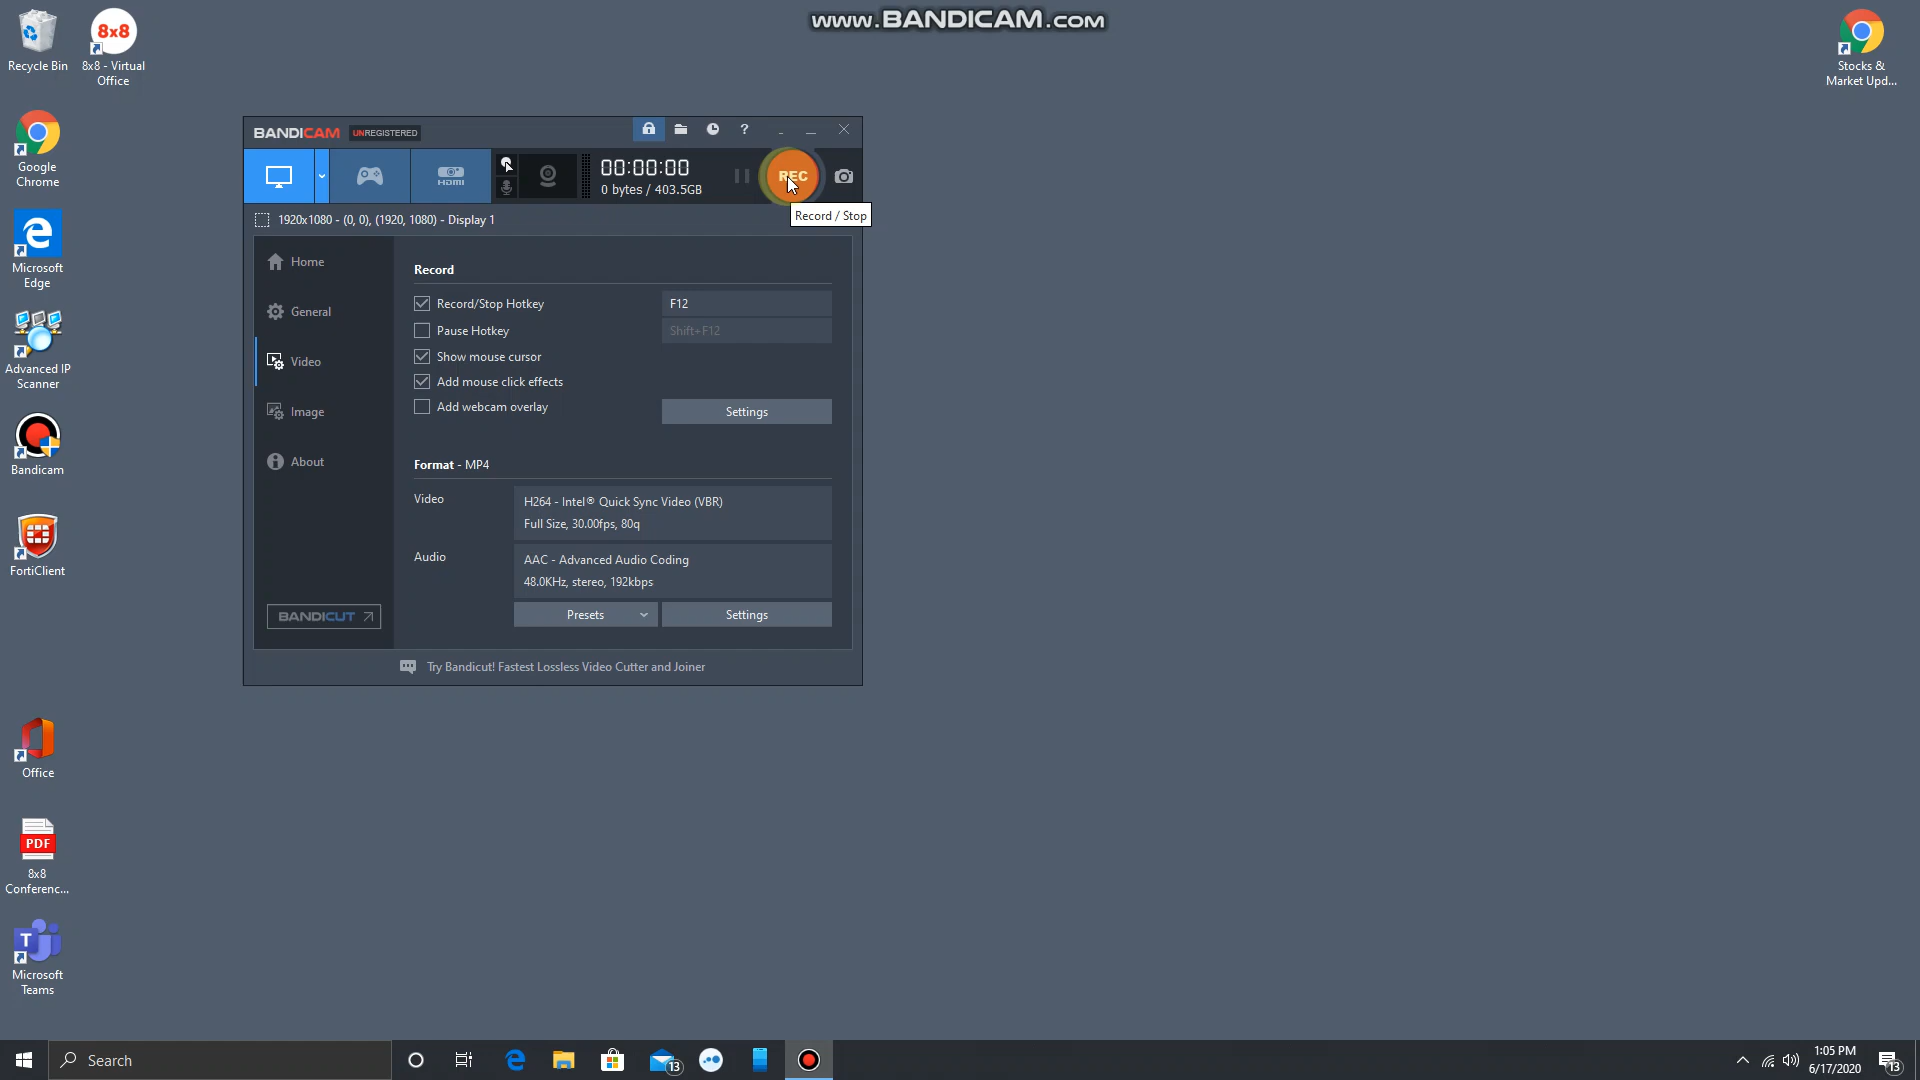 www.BANDICAM.com
Recycle Bin
8x8
8x8 - Virtual
Office
Google
Chrome
Microsoft
Edge
Advanced IP
Scanner
Bandicam
FortiClient
Office
PDF
8x8
Conferenc...
T
Microsoft
Teams
Stocks &
Market Upd...
BANDICAM UNREGISTERED
?
HDMI
00:00:00
0 bytes / 403.5GB
REC
Record / Stop
1920x1080 - (0, 0), (1920, 1080) - Display 1
Home
General
Video
Image
About
BANDICUT
Record
Record/Stop Hotkey
F12
Pause Hotkey
Shift+F12
Show mouse cursor
Add mouse click effects
Add webcam overlay
Settings
Format - MP4
Video
H264 - Intel® Quick Sync Video (VBR)
Full Size, 30.00fps, 80q
Audio
AAC - Advanced Audio Coding
48.0KHz, stereo, 192kbps
Presets
Settings
Try Bandicut! Fastest Lossless Video Cutter and Joiner
Search
13
1:05 PM
6/17/2020
13